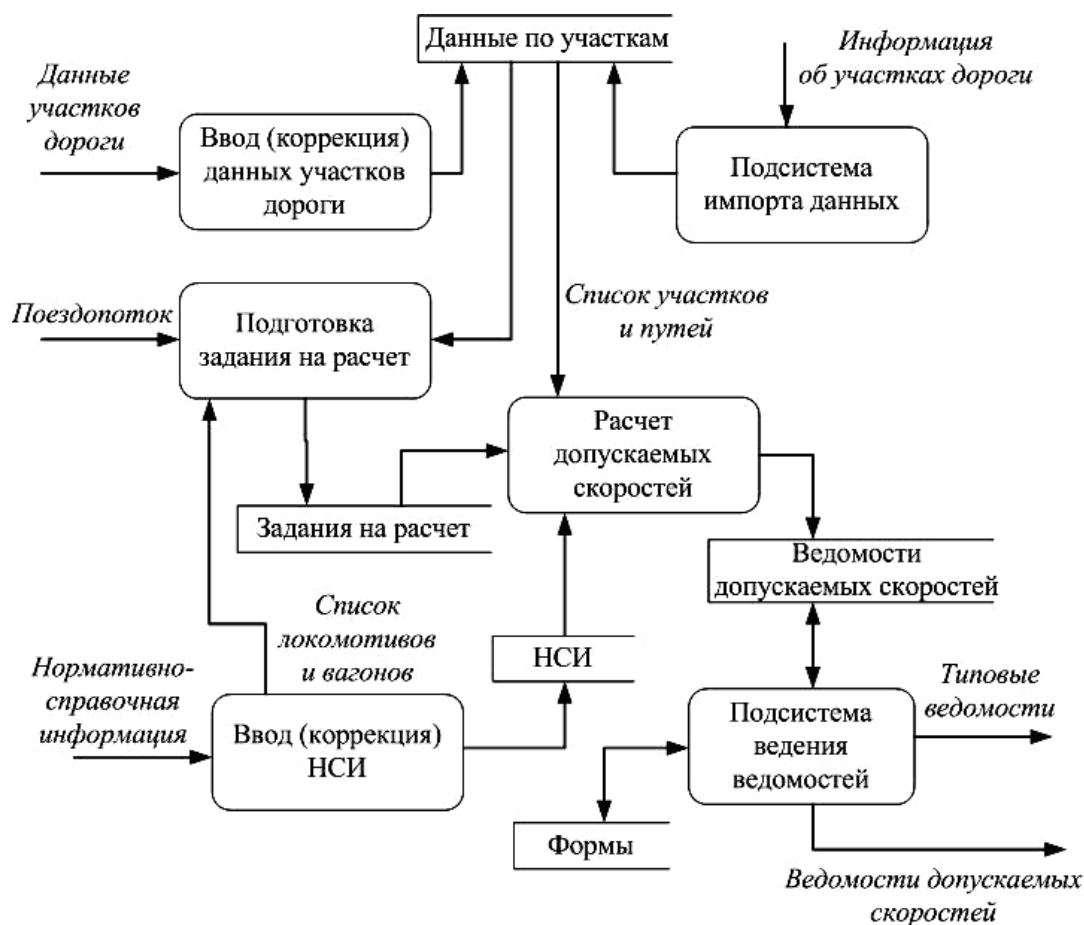 Данные по участкам
Информация
об участках дороги
Данные
участков
дороги
Ввод (коррекция)
данных участков
дороги
Подсистема
импорта данных
Поездопоток
Подготовка
задания на расчет
Список участков
и путей
Расчет
допускаемых
скоростей
Задания на расчет
Ведомости
допускаемых скоростей
Список
локомотивов
и вагонов
НСИ
Нормативно-
справочная
информация
Ввод (коррекция)
НСИ
Подсистема
ведения
ведомостей
Типовые
ведомости
Формы
Ведомости допускаемых
скоростей